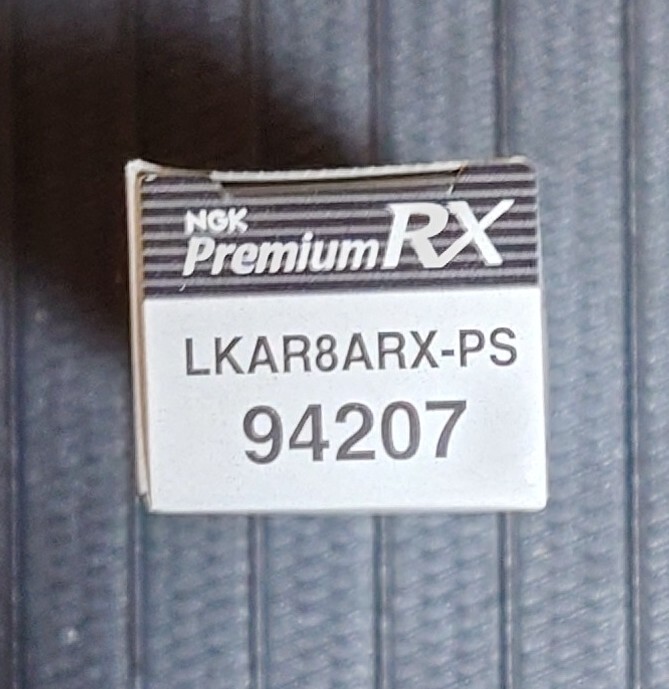 NGK
Premium RX
LKAR8ARX-PS
94207